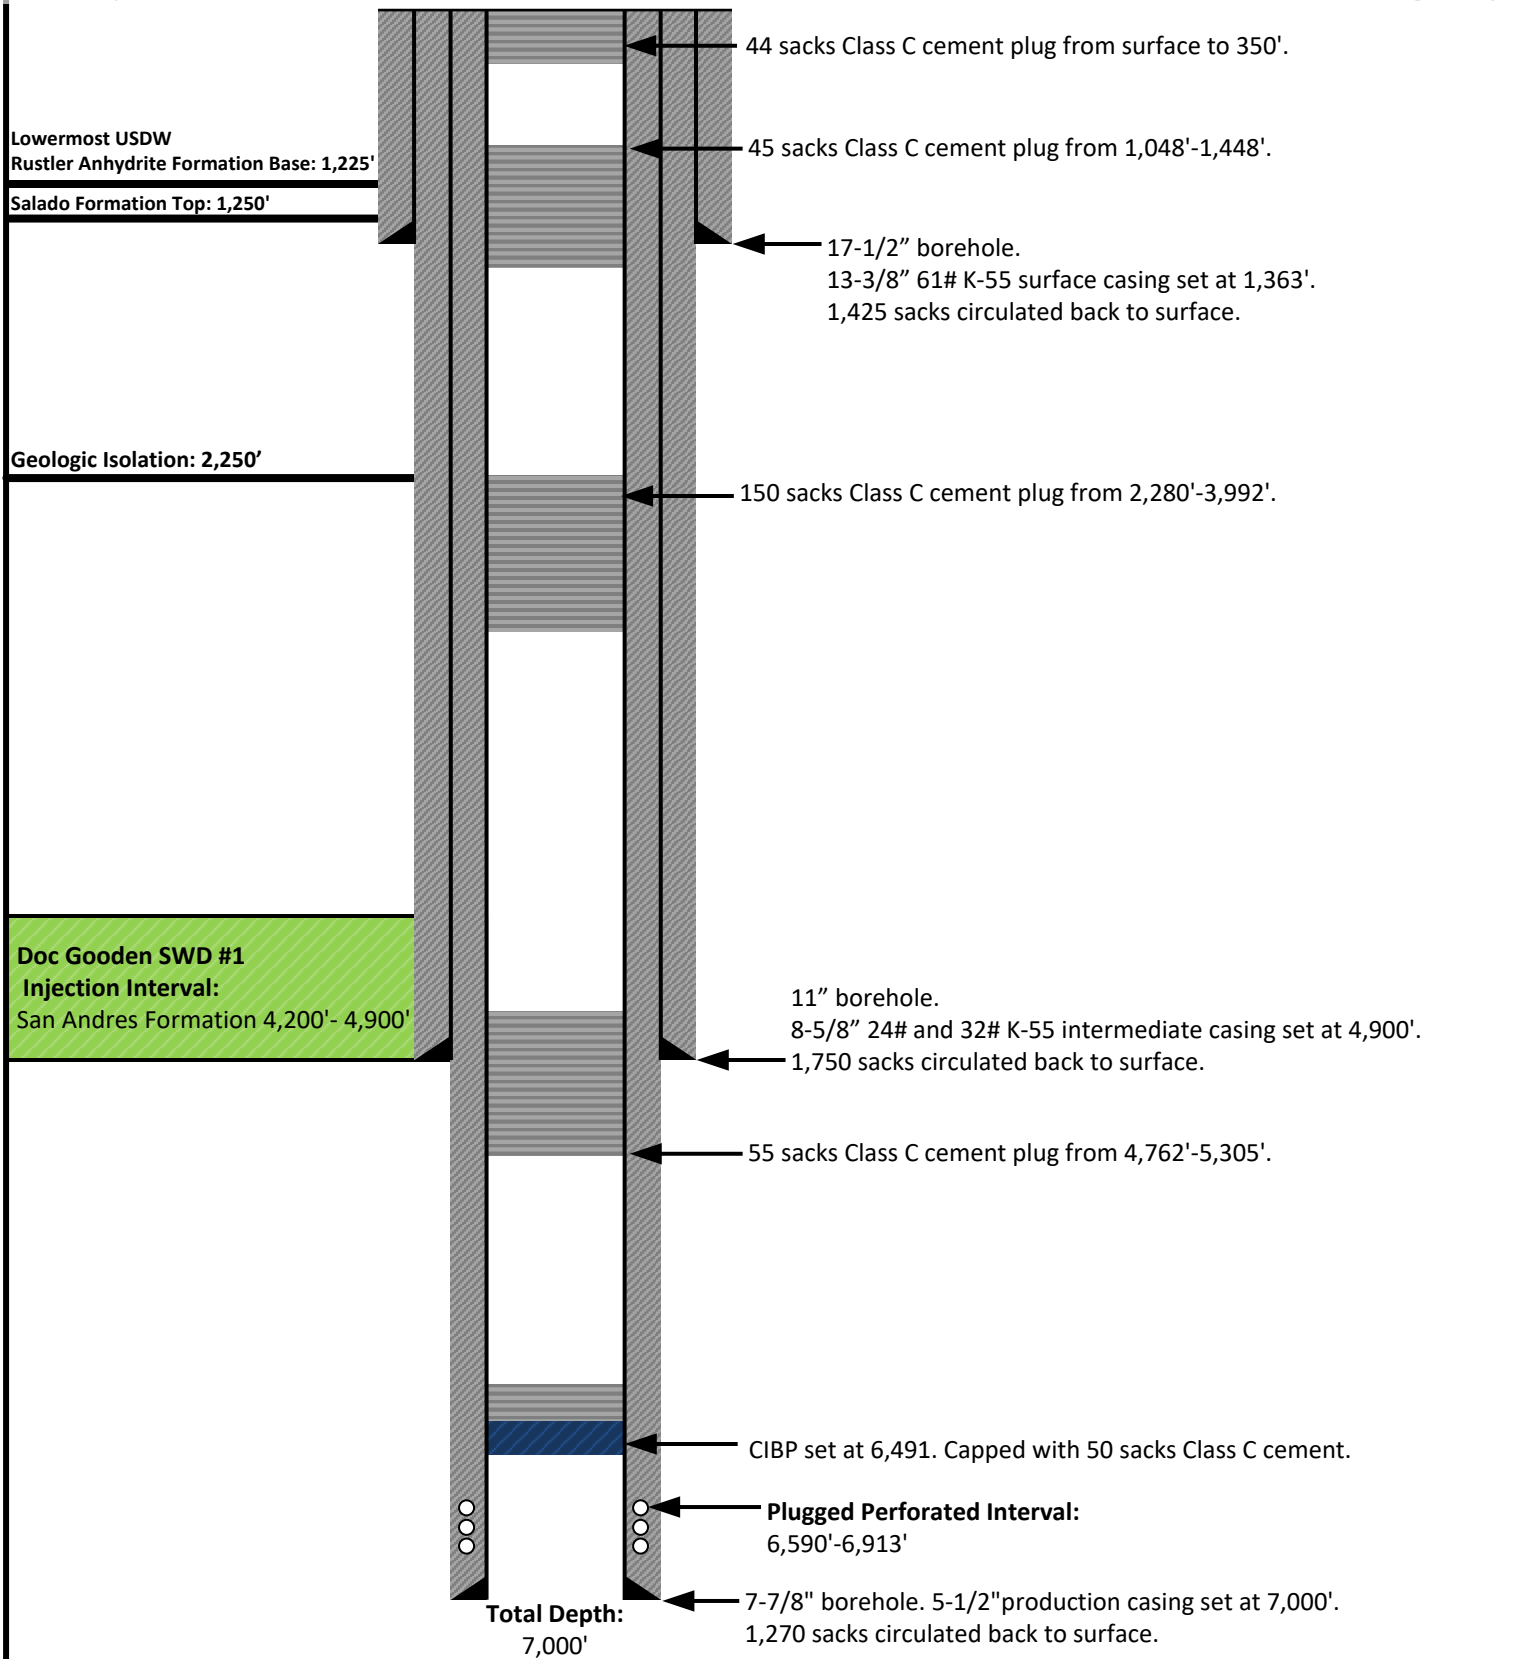 44 sacks Class C cement plug from surface to 350'.
Lowermost USDW
Rustler Anhydrite Formation Base: 1,225'
45 sacks Class C cement plug from 1,048'-1,448'.
Salado Formation Top: 1,250'
17-1/2” borehole.
13-3/8” 61# K-55 surface casing set at 1,363'.
1,425 sacks circulated back to surface.
Geologic Isolation: 2,250’
150 sacks Class C cement plug from 2,280'-3,992'.
Doc Gooden SWD #1
Injection Interval:
San Andres Formation 4,200'- 4,900'
11” borehole.
8-5/8” 24# and 32# K-55 intermediate casing set at 4,900'.
1,750 sacks circulated back to surface.
55 sacks Class C cement plug from 4,762'-5,305'.
CIBP set at 6,491. Capped with 50 sacks Class C cement.
Plugged Perforated Interval:
6,590'-6,913'
7-7/8" borehole. 5-1/2"production casing set at 7,000'.
1,270 sacks circulated back to surface.
Total Depth:
7,000'